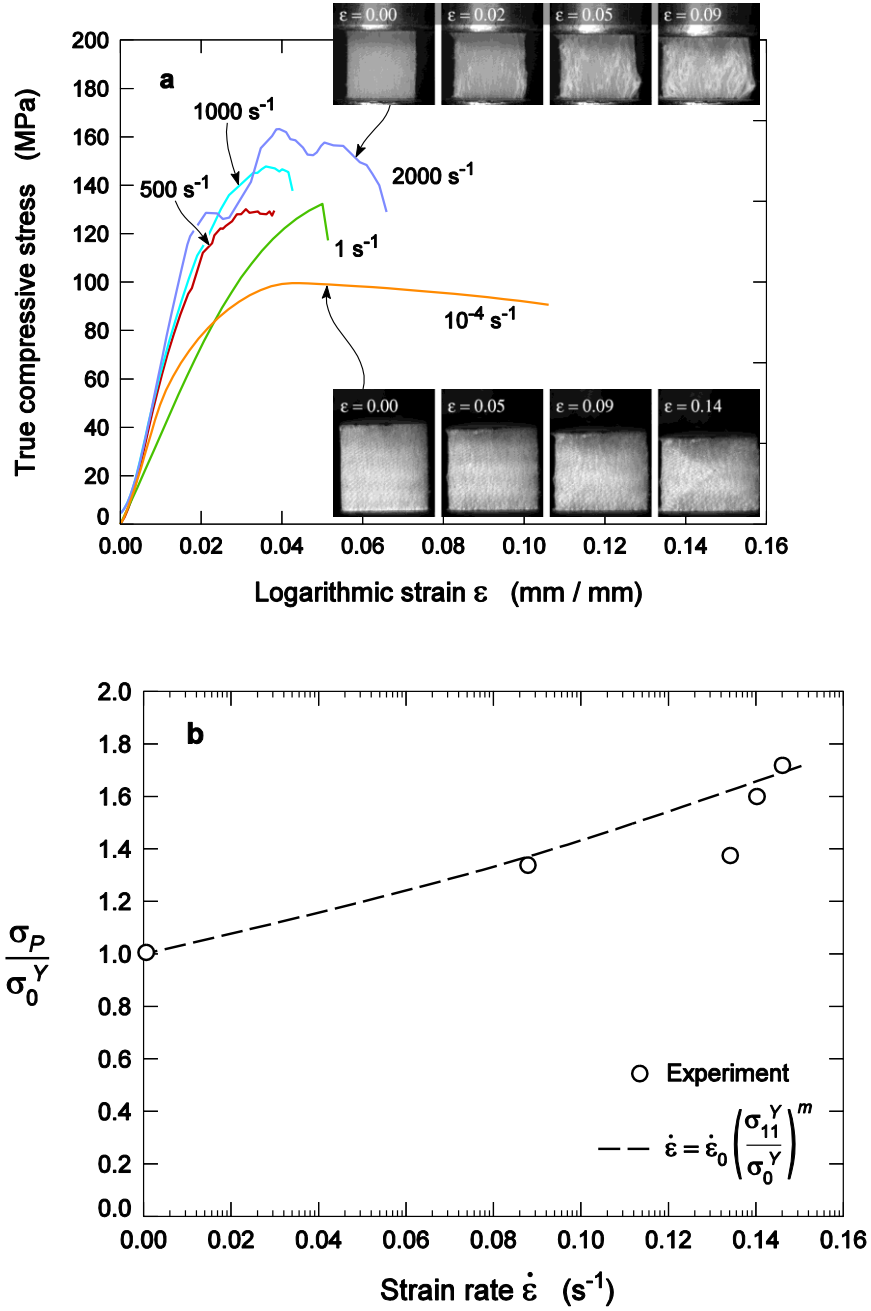 ε = 0.00
ε = 0.02
ε = 0.05
ε = 0.09
200
180
160
140
120
100
80
60
40
20
0
True compressive stress (MPa)
a
1000 s⁻¹
500 s⁻¹
2000 s⁻¹
1 s⁻¹
10⁻⁴ s⁻¹
ε = 0.00
ε = 0.05
ε = 0.09
ε = 0.14
0.00 0.02 0.04 0.06 0.08 0.10 0.12 0.14 0.16
Logarithmic strain ε (mm / mm)
2.0
1.8
1.6
1.4
1.2
1.0
0.8
0.6
0.4
0.2
0.0
σ_P / σ₀^Y
b
Experiment
ε̇ = ε̇₀ (σ₁₁^Y / σ₀^Y)^m
0.00 0.02 0.04 0.06 0.08 0.10 0.12 0.14 0.16
Strain rate ε̇ (s⁻¹)